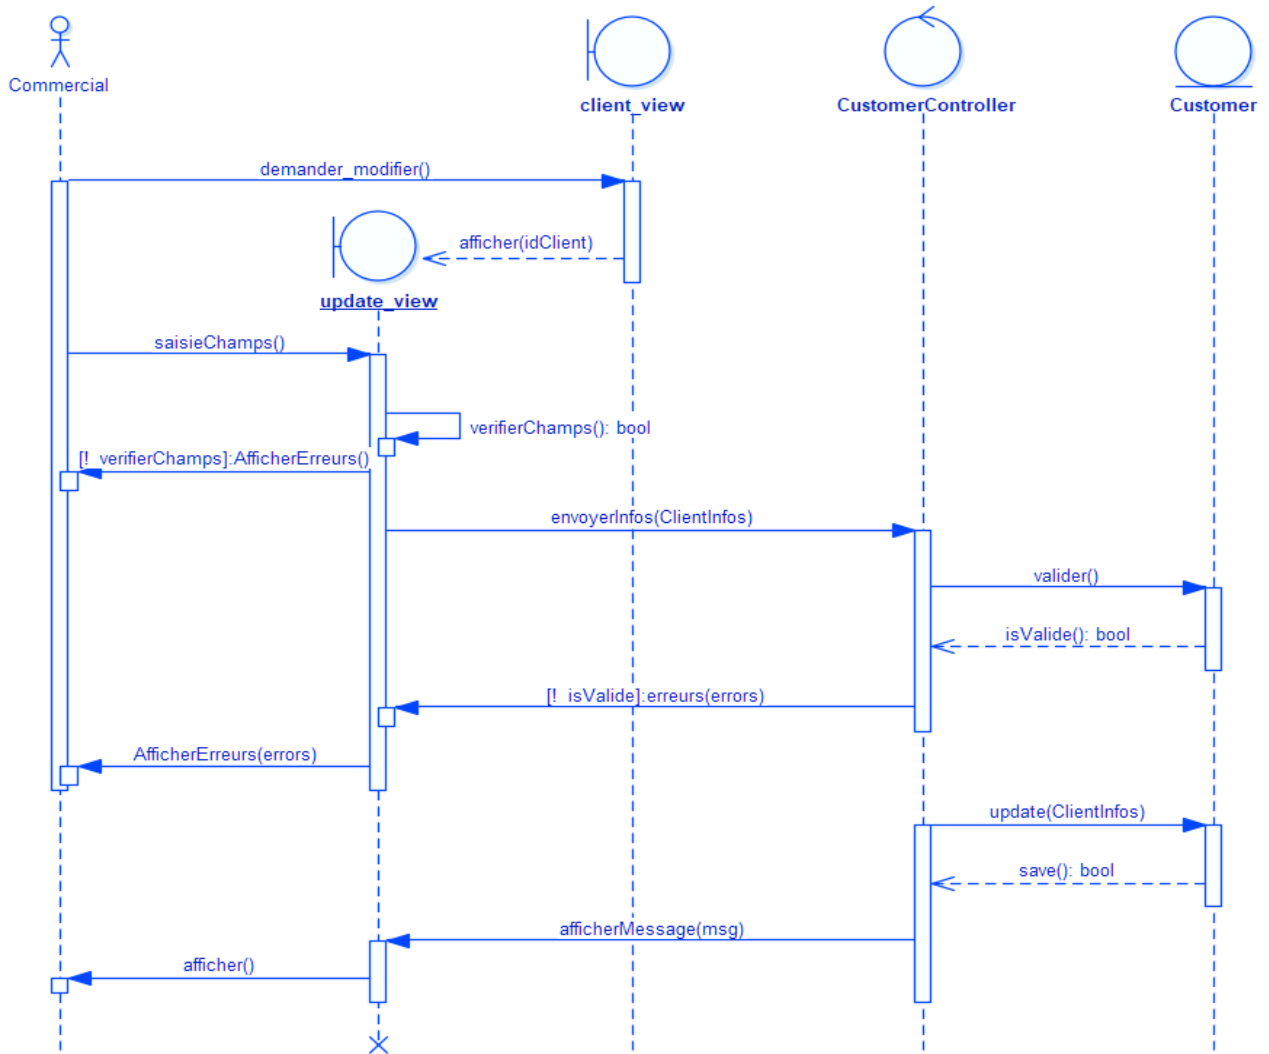 Commercial
client_view
CustomerController
Customer
demander_modifier()
afficher(idClient)
update_view
saisieChamps()
verifierChamps(): bool
[! verifierChamps]:AfficherErreurs()
envoyerInfos(ClientInfos)
valider()
isValide(): bool
[! isValide]:erreurs(errors)
AfficherErreurs(errors)
update(ClientInfos)
save(): bool
afficherMessage(msg)
afficher()